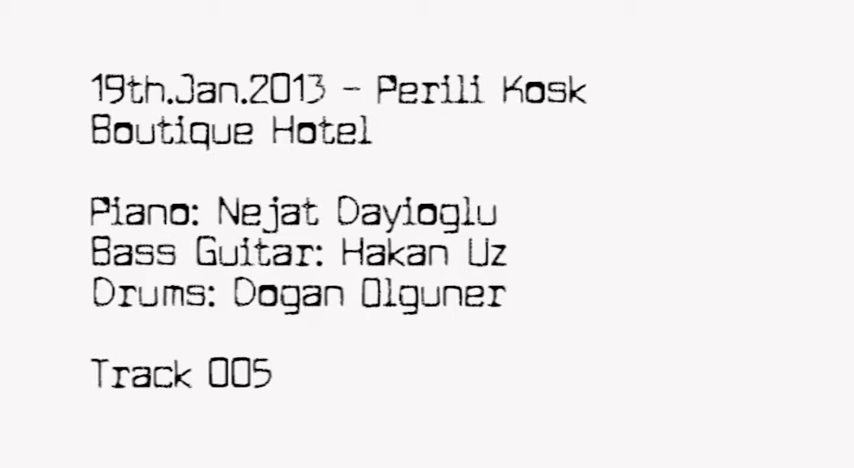 19th.Jan.2013 - Perili Kosk
Boutique Hotel
Piano: Nejat Dayioglu
Bass Guitar: Hakan Uz
Drums: Dogan Olguner
Track 005